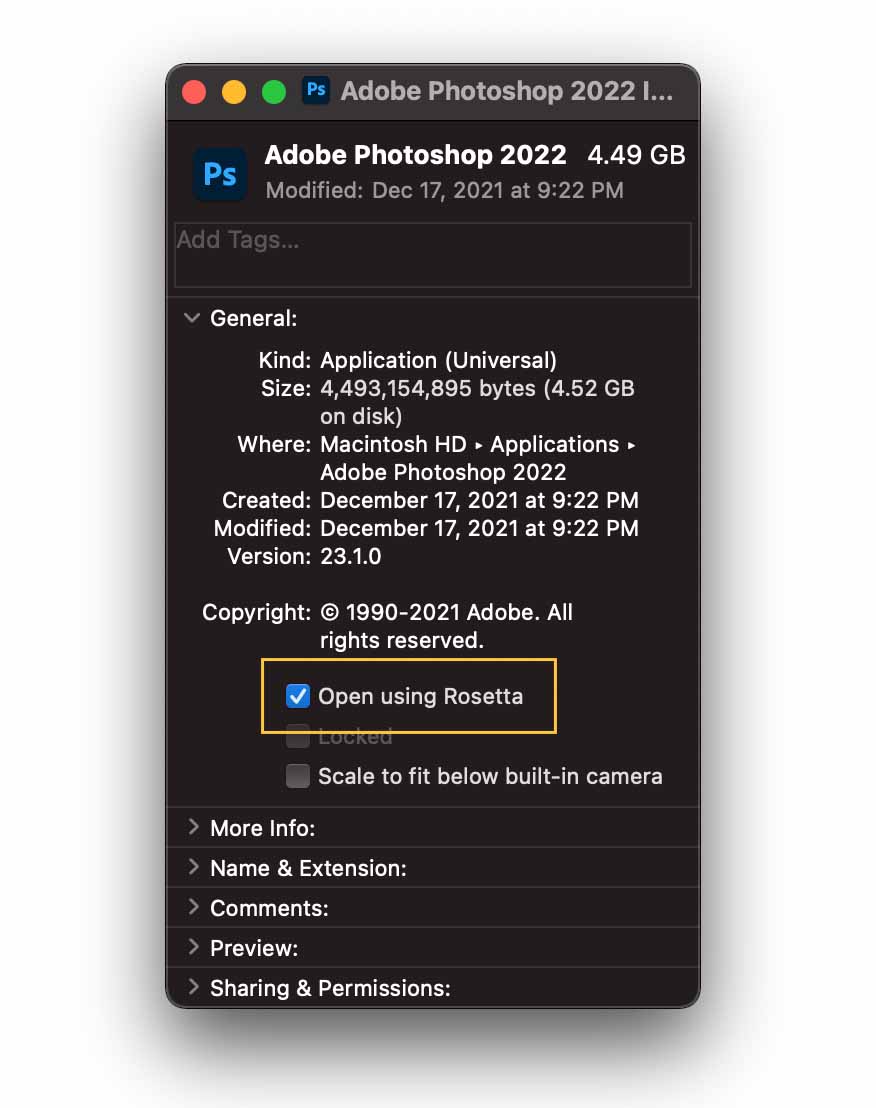 Ps Adobe Photoshop 2022 I...
Ps Adobe Photoshop 2022 4.49 GB
Modified: Dec 17, 2021 at 9:22 PM
Add Tags...
General:
Kind: Application (Universal)
Size: 4,493,154,895 bytes (4.52 GB
on disk)
Where: Macintosh HD ▸ Applications ▸
Adobe Photoshop 2022
Created: December 17, 2021 at 9:22 PM
Modified: December 17, 2021 at 9:22 PM
Version: 23.1.0
Copyright: © 1990-2021 Adobe. All
rights reserved.
Open using Rosetta
Locked
Scale to fit below built-in camera
More Info:
Name & Extension:
Comments:
Preview:
Sharing & Permissions: